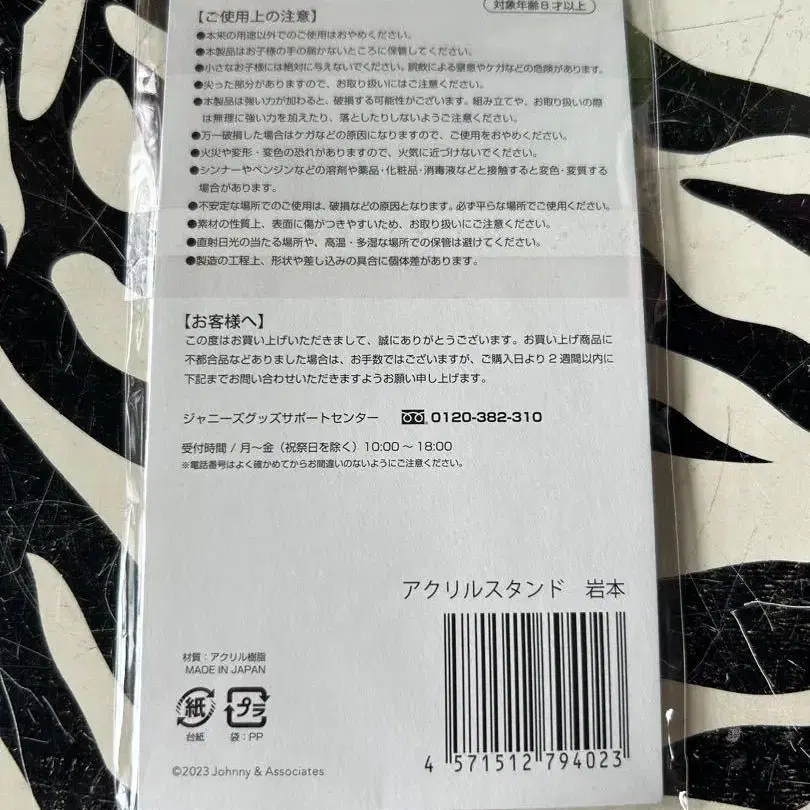 【ご使用上の注意】
対象年齢8才以上
●本来の用途以外でのご使用はおやめください。
●本製品はお子様の手の届かないところに保管してください。
●小さなお子様には絶対に与えないでください。誤飲による窒息やケガなどの危険があります。
●尖った部分がありますので、お取り扱いにはご注意ください。
●本製品は強い力が加わると、破損する可能性がございます。組み立てや、お取り扱いの際
は無理に強い力を加えたり、落としたりしないようご注意ください。
●万一破損した場合はケガなどの原因になりますので、ご使用をおやめください。
●火災や変形・変色の恐れがありますので、火気に近づけないでください。
●シンナーやベンジンなどの溶剤や薬品・化粧品・消毒液などと接触すると変色・変質する
場合があります。
●不安定な場所でのご使用は、破損などの原因となります。必ず平らな場所でご使用ください。
●素材の性質上、表面に傷がつきやすいため、お取り扱いにご注意ください。
●直射日光の当たる場所や、高温・多湿な場所での保管は避けてください。
●製造の工程上、形状や差し込みの具合に個体差があります。
【お客様へ】
この度はお買い上げいただきまして、誠にありがとうございます。お買い上げ商品に
不都合品などありました場合は、お手数ではございますが、ご購入日より2週間以内に
下記までお問い合わせいただきますようお願い申し上げます。
ジャニーズグッズサポートセンター 0120-382-310
受付時間 / 月〜金（祝祭日を除く）10:00〜18:00
※電話番号はよく確かめてからお間違いのないようにご注意ください。
アクリルスタンド 岩本
材質：アクリル樹脂
MADE IN JAPAN
紙 プラ
台紙 袋：PP
4 571512 794023
©2023 Johnny & Associates